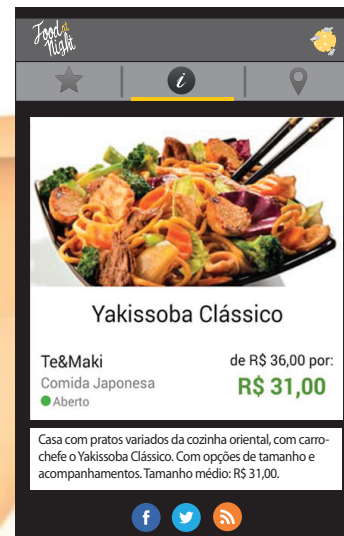 Food at
Night
i
Yakissoba Clássico
Te&Maki
de R$ 36,00 por:
Comida Japonesa
R$ 31,00
Aberto
Casa com pratos variados da cozinha oriental, com carro-
chefe o Yakissoba Clássico. Com opções de tamanho e
acompanhamentos. Tamanho médio: R$ 31,00.
f